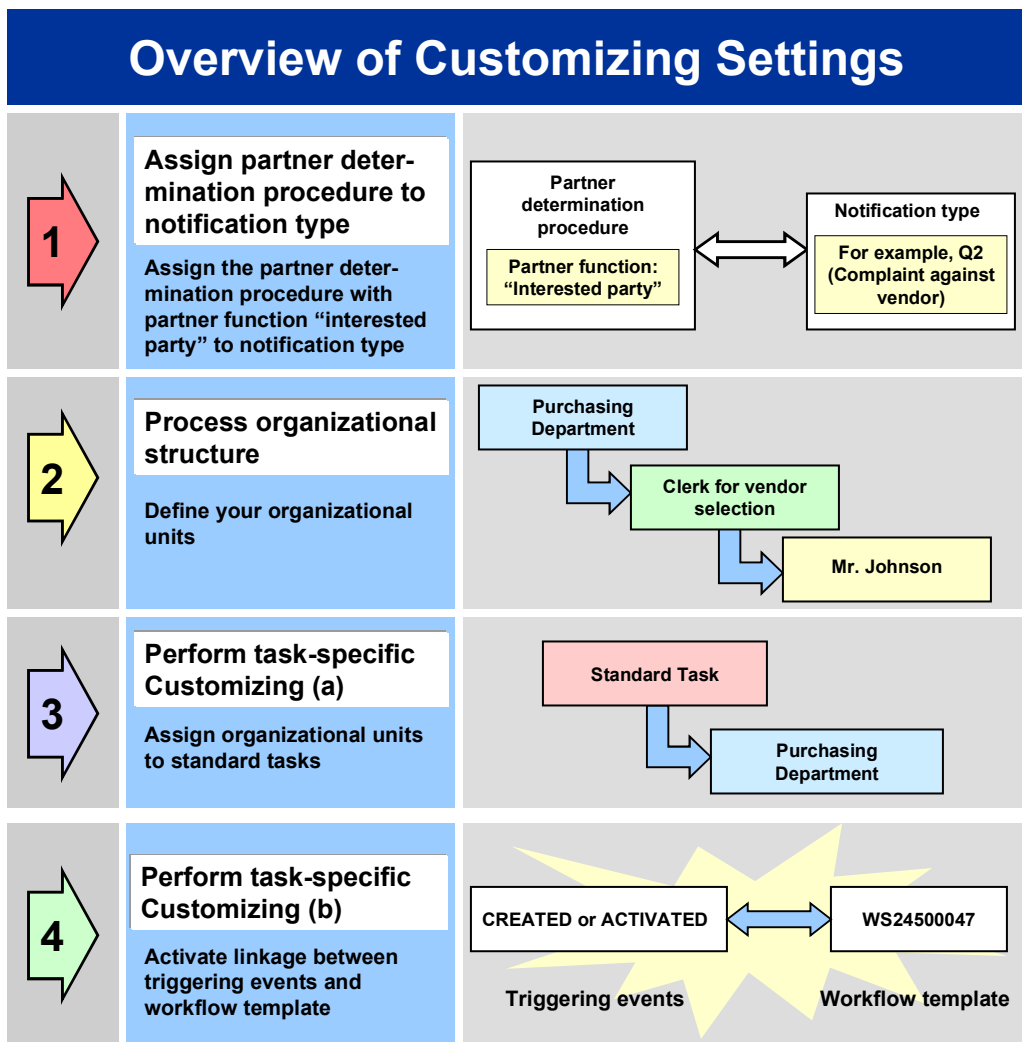 Overview of Customizing Settings
1
Assign partner deter-
mination procedure to
notification type
Assign the partner deter-
mination procedure with
partner function “interested
party” to notification type
Partner
determination
procedure
Partner function:
“Interested party”
Notification type
For example, Q2
(Complaint against
vendor)
2
Process organizational
structure
Define your organizational
units
Purchasing
Department
Clerk for vendor
selection
Mr. Johnson
3
Perform task-specific
Customizing (a)
Assign organizational units
to standard tasks
Standard Task
Purchasing
Department
4
Perform task-specific
Customizing (b)
Activate linkage between
triggering events and
workflow template
CREATED or ACTIVATED
WS24500047
Triggering events
Workflow template